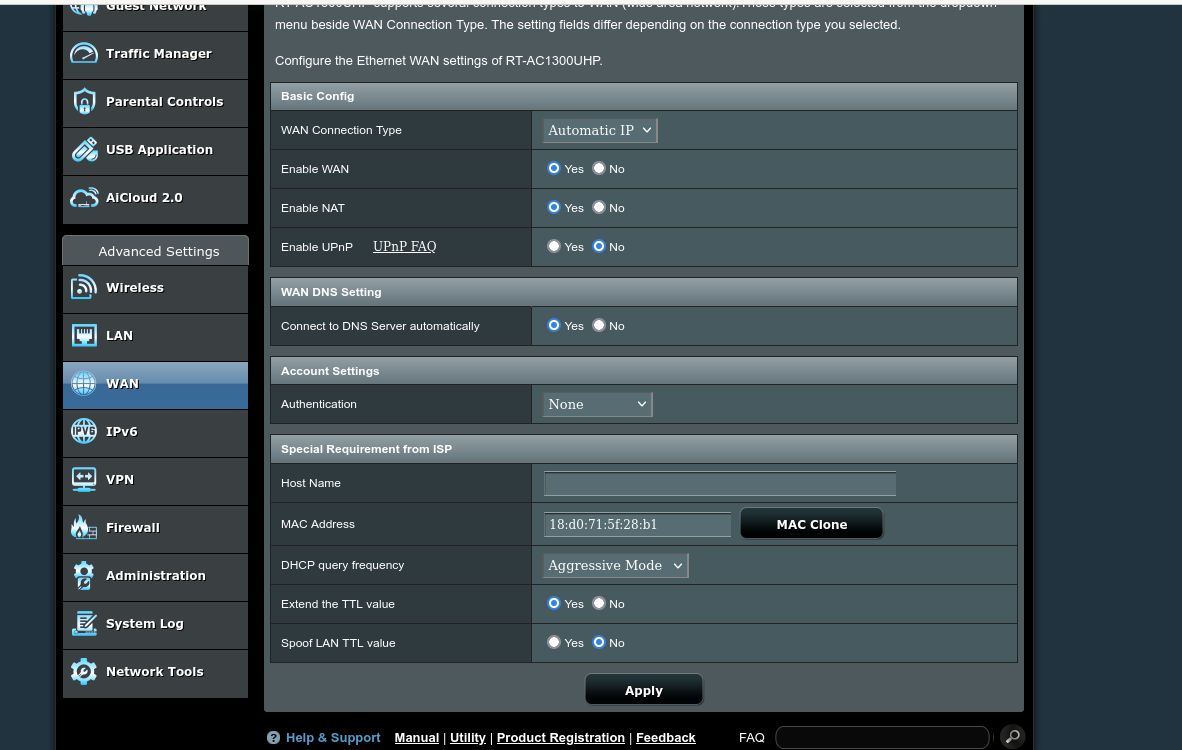 Guest Network
RT-AC1300UHP supports several connection types to WAN (wide area network). These types are selected from the dropdown
menu beside WAN Connection Type. The setting fields differ depending on the connection type you selected.
Configure the Ethernet WAN settings of RT-AC1300UHP.
Traffic Manager
Parental Controls
USB Application
AiCloud 2.0
Advanced Settings
Wireless
LAN
WAN
IPv6
VPN
Firewall
Administration
System Log
Network Tools
Basic Config
WAN Connection Type Automatic IP
Enable WAN Yes No
Enable NAT Yes No
Enable UPnP UPnP FAQ Yes No
WAN DNS Setting
Connect to DNS Server automatically Yes No
Account Settings
Authentication None
Special Requirement from ISP
Host Name
MAC Address 18:d0:71:5f:28:b1 MAC Clone
DHCP query frequency Aggressive Mode
Extend the TTL value Yes No
Spoof LAN TTL value Yes No
Apply
? Help & Support Manual | Utility | Product Registration | Feedback FAQ